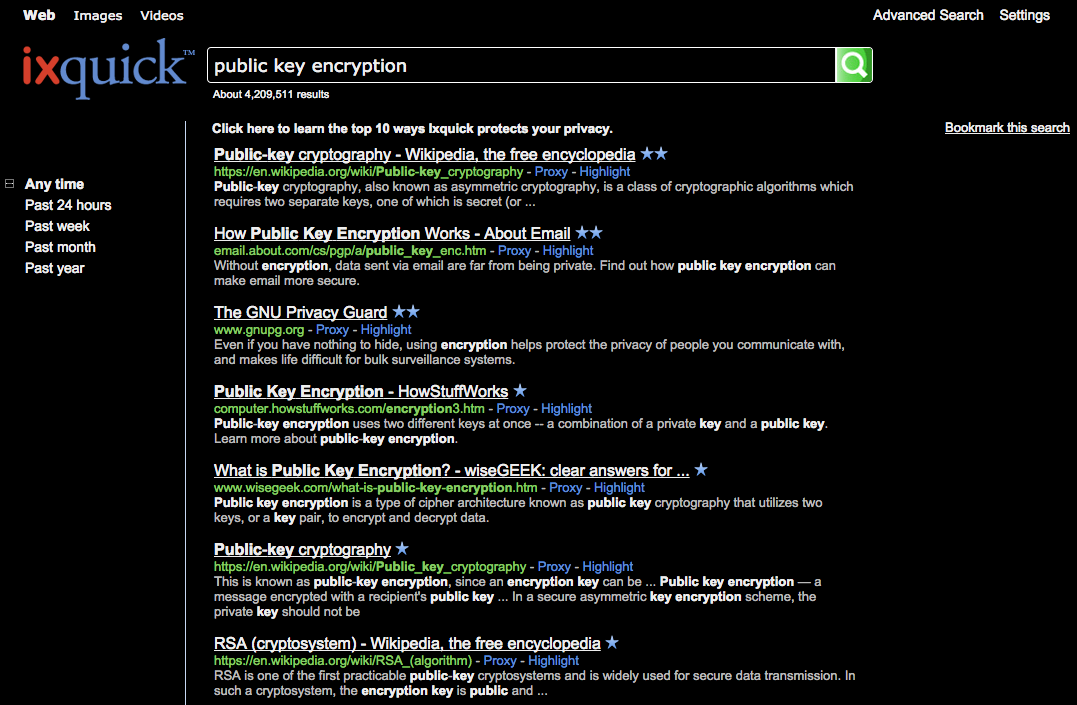 Web Images Videos Advanced Search Settings
ixquick™
public key encryption
About 4,209,511 results
Click here to learn the top 10 ways Ixquick protects your privacy.
Bookmark this search
Any time
Past 24 hours
Past week
Past month
Past year
Public-key cryptography - Wikipedia, the free encyclopedia
https://en.wikipedia.org/wiki/Public-key_cryptography - Proxy - Highlight
Public-key cryptography, also known as asymmetric cryptography, is a class of cryptographic algorithms which
requires two separate keys, one of which is secret (or ...
How Public Key Encryption Works - About Email
email.about.com/cs/pgp/a/public_key_enc.htm - Proxy - Highlight
Without encryption, data sent via email are far from being private. Find out how public key encryption can
make email more secure.
The GNU Privacy Guard
www.gnupg.org - Proxy - Highlight
Even if you have nothing to hide, using encryption helps protect the privacy of people you communicate with,
and makes life difficult for bulk surveillance systems.
Public Key Encryption - HowStuffWorks
computer.howstuffworks.com/encryption3.htm - Proxy - Highlight
Public-key encryption uses two different keys at once -- a combination of a private key and a public key.
Learn more about public-key encryption.
What is Public Key Encryption? - wiseGEEK: clear answers for ...
www.wisegeek.com/what-is-public-key-encryption.htm - Proxy - Highlight
Public key encryption is a type of cipher architecture known as public key cryptography that utilizes two
keys, or a key pair, to encrypt and decrypt data.
Public-key cryptography
https://en.wikipedia.org/wiki/Public_key_cryptography - Proxy - Highlight
This is known as public-key encryption, since an encryption key can be ... Public key encryption — a
message encrypted with a recipient's public key ... In a secure asymmetric key encryption scheme, the
private key should not be
RSA (cryptosystem) - Wikipedia, the free encyclopedia
https://en.wikipedia.org/wiki/RSA_(algorithm) - Proxy - Highlight
RSA is one of the first practicable public-key cryptosystems and is widely used for secure data transmission. In
such a cryptosystem, the encryption key is public and ...